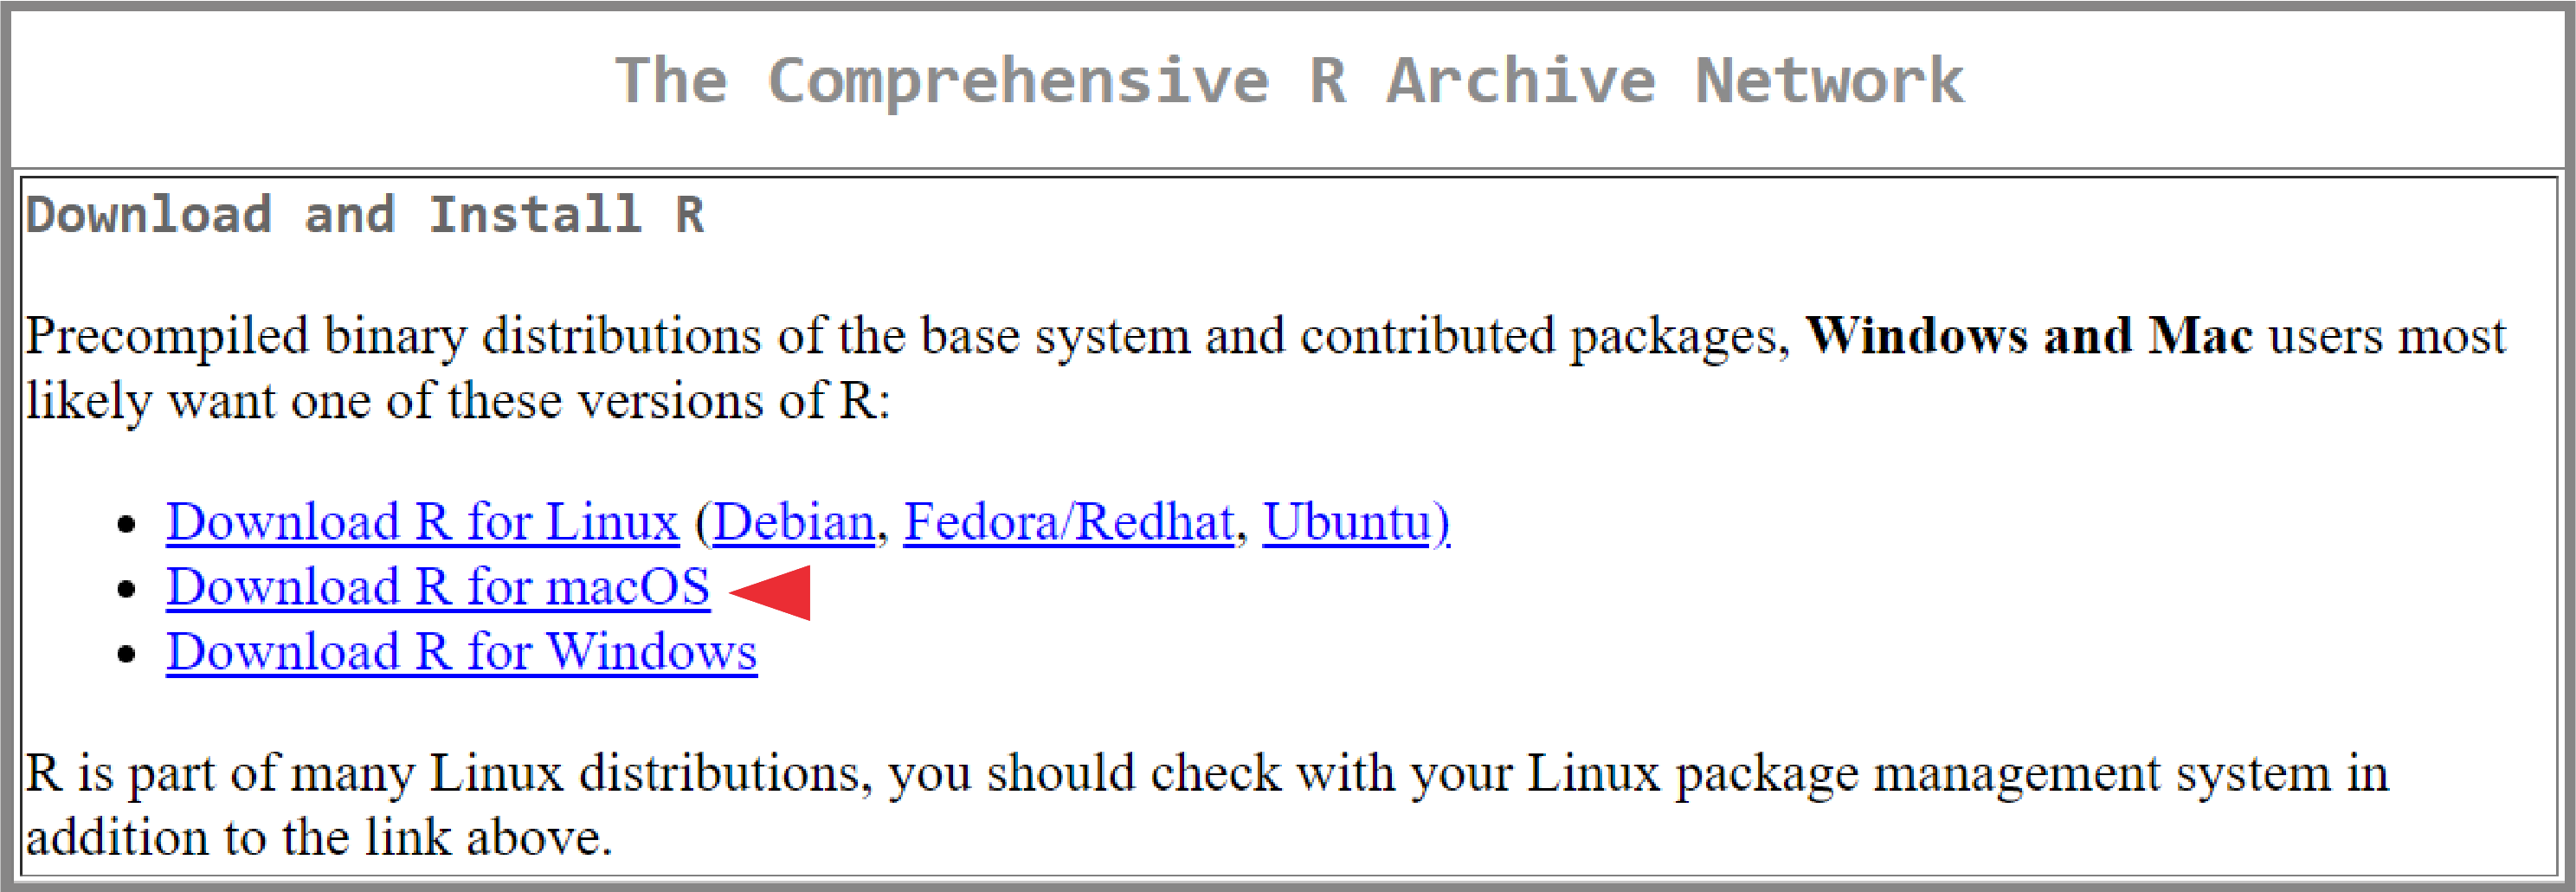 The Comprehensive R Archive Network
Download and Install R
Precompiled binary distributions of the base system and contributed packages, Windows and Mac users most
likely want one of these versions of R:
• Download R for Linux (Debian, Fedora/Redhat, Ubuntu)
• Download R for macOS
• Download R for Windows
R is part of many Linux distributions, you should check with your Linux package management system in
addition to the link above.